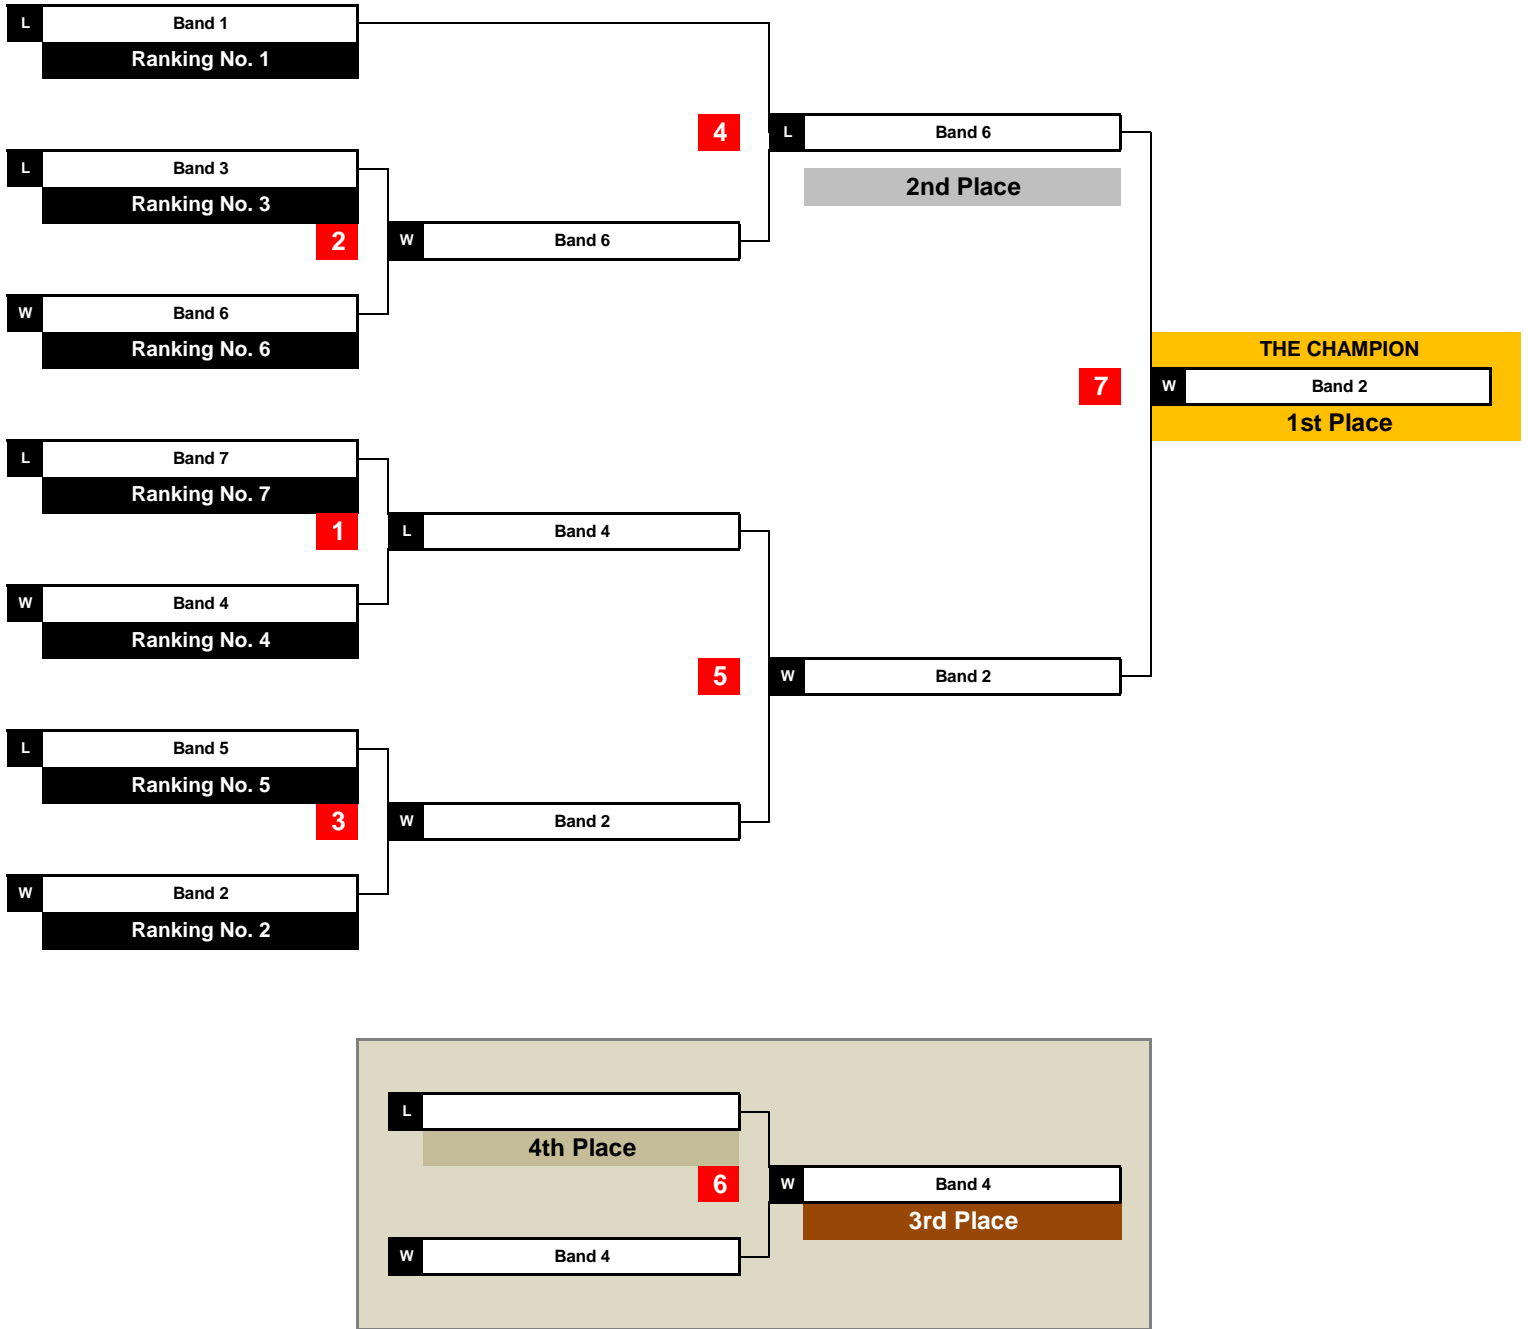 L Band 1
Ranking No. 1
4 L Band 6
2nd Place
L Band 3
Ranking No. 3
2 W Band 6
W Band 6
Ranking No. 6
THE CHAMPION
7 W Band 2
1st Place
L Band 7
Ranking No. 7
1 L Band 4
W Band 4
Ranking No. 4
5 W Band 2
L Band 5
Ranking No. 5
3 W Band 2
W Band 2
Ranking No. 2
L
4th Place
6 W Band 4
3rd Place
W Band 4